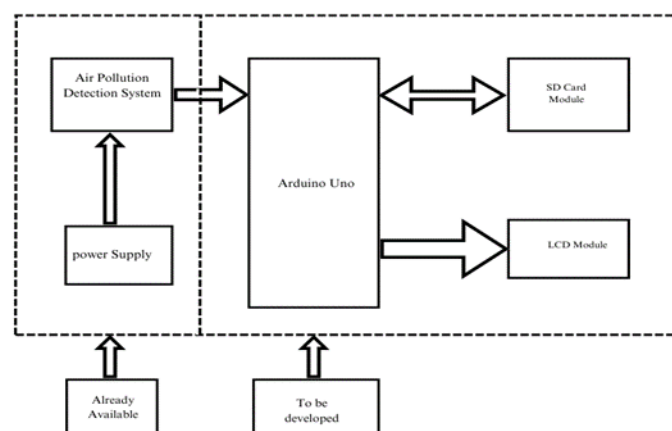 Air Pollution
Detection System
SD Card
Module
Arduino Uno
power Supply
LCD Module
Already
Available
To be
developed